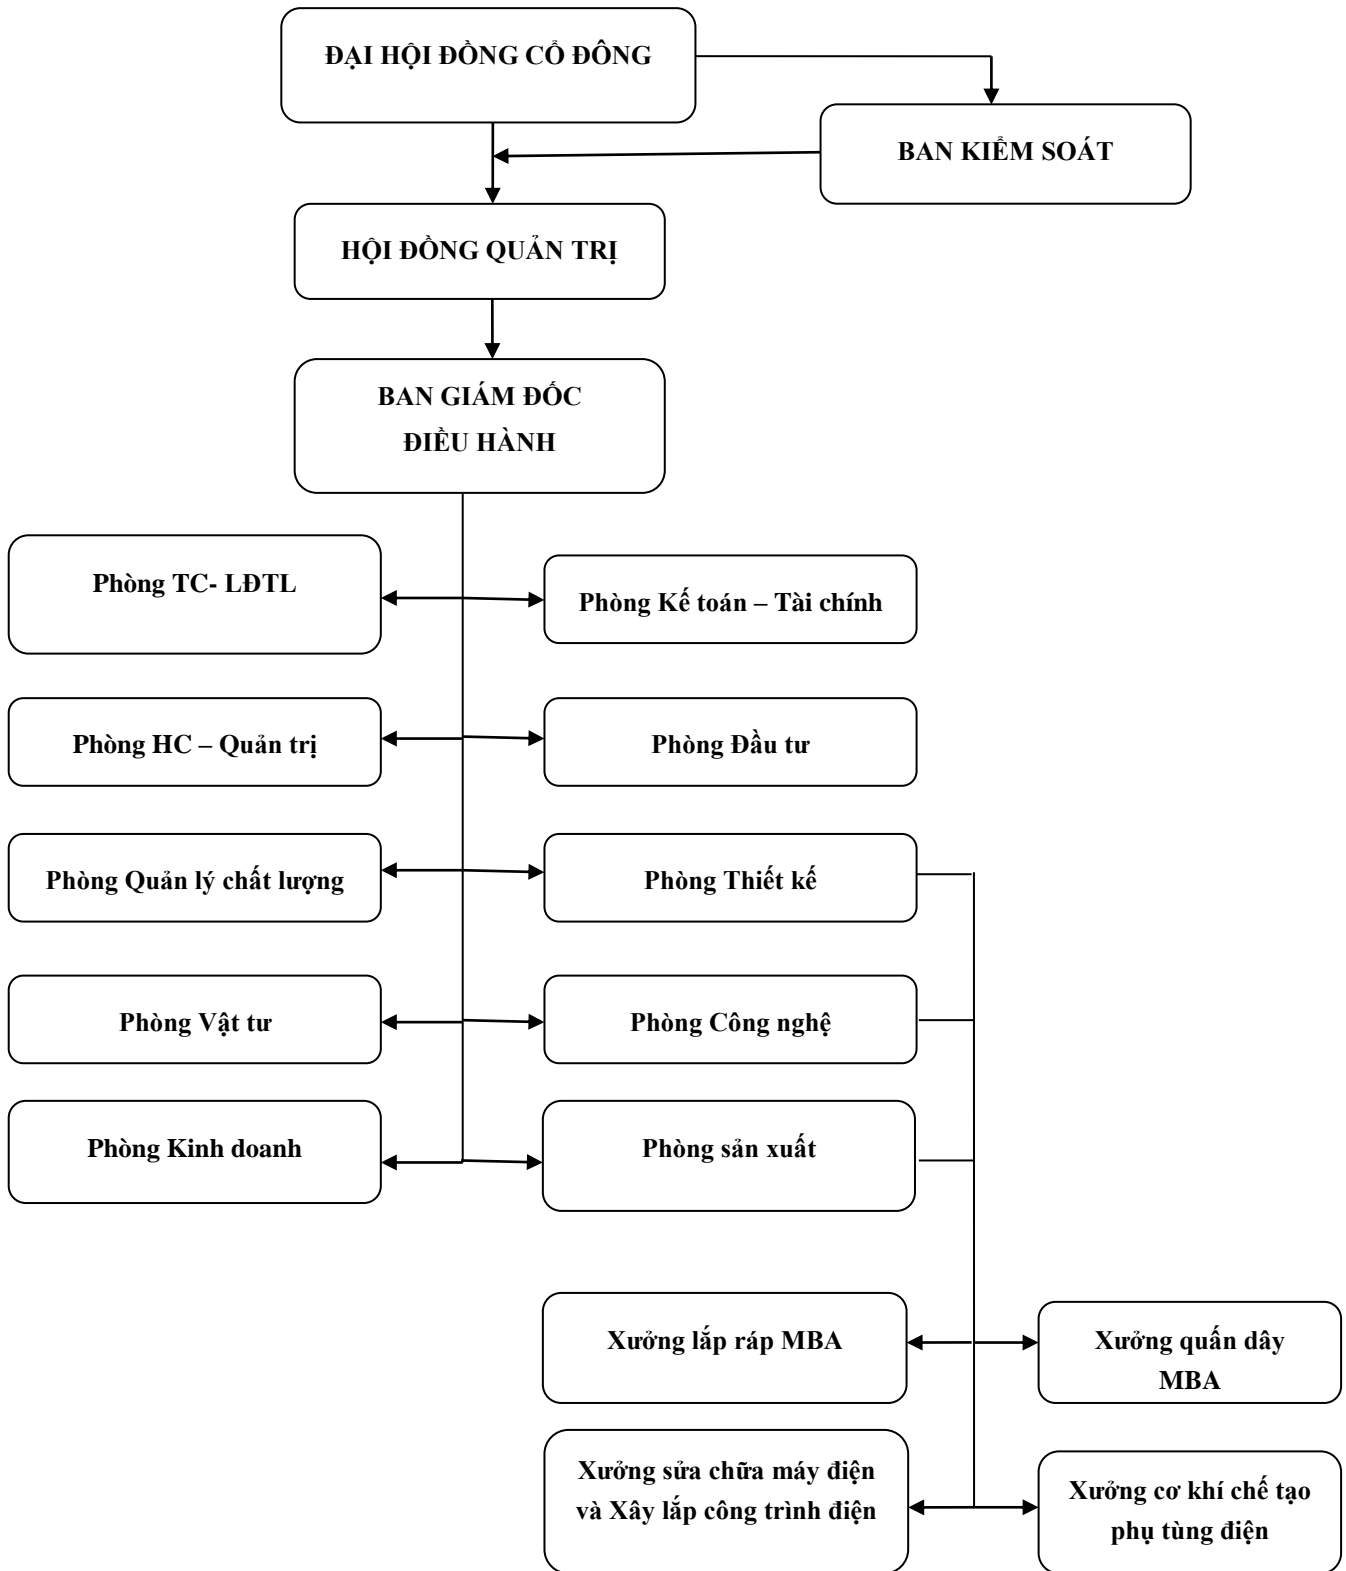 ĐẠI HỘI ĐỒNG CỔ ĐÔNG
BAN KIỂM SOÁT
HỘI ĐỒNG QUẢN TRỊ
BAN GIÁM ĐỐC
ĐIỀU HÀNH
Phòng TC- LĐTL
Phòng Kế toán – Tài chính
Phòng HC – Quản trị
Phòng Đầu tư
Phòng Quản lý chất lượng
Phòng Thiết kế
Phòng Vật tư
Phòng Công nghệ
Phòng Kinh doanh
Phòng sản xuất
Xưởng lắp ráp MBA
Xưởng quấn dây
MBA
Xưởng sửa chữa máy điện
và Xây lắp công trình điện
Xưởng cơ khí chế tạo
phụ tùng điện